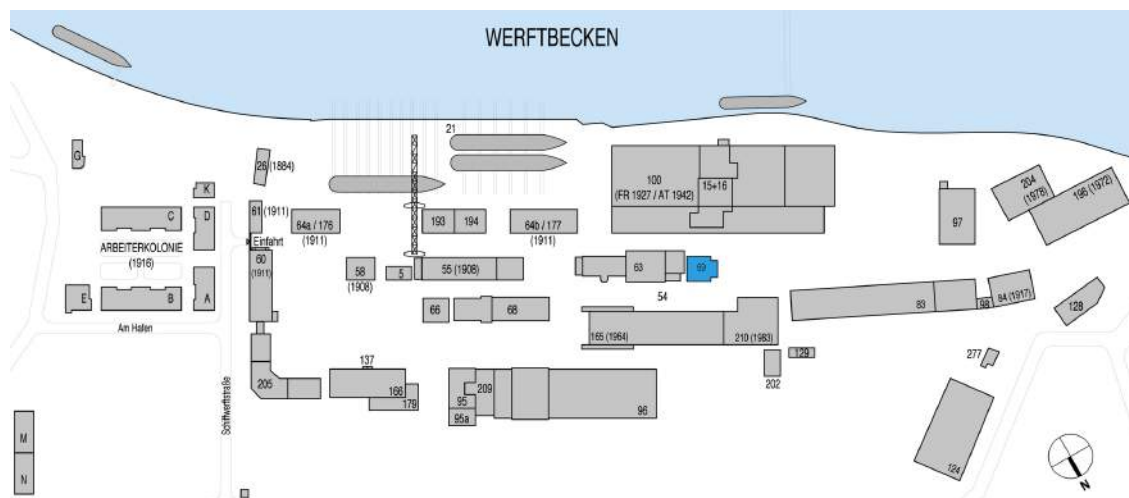 WERFTBECKEN
21
G
26 (1884)
K
C
D
ARBEITERKOLONIE
(1916)
E
B
A
Am Hafen
61 (1911)
Einfahrt
60
(1911)
64a / 176
(1911)
193
194
64b / 177
(1911)
100
(FR 1927 / AT 1942)
15+16
97
204
(1978)
196 (1972)
58
(1908)
5
55 (1908)
63
69
54
66
68
165 (1964)
210 (1983)
83
98
84 (1917)
128
129
202
277
205
137
166
179
95
95a
209
96
124
Schiffwerftstraße
M
N
N